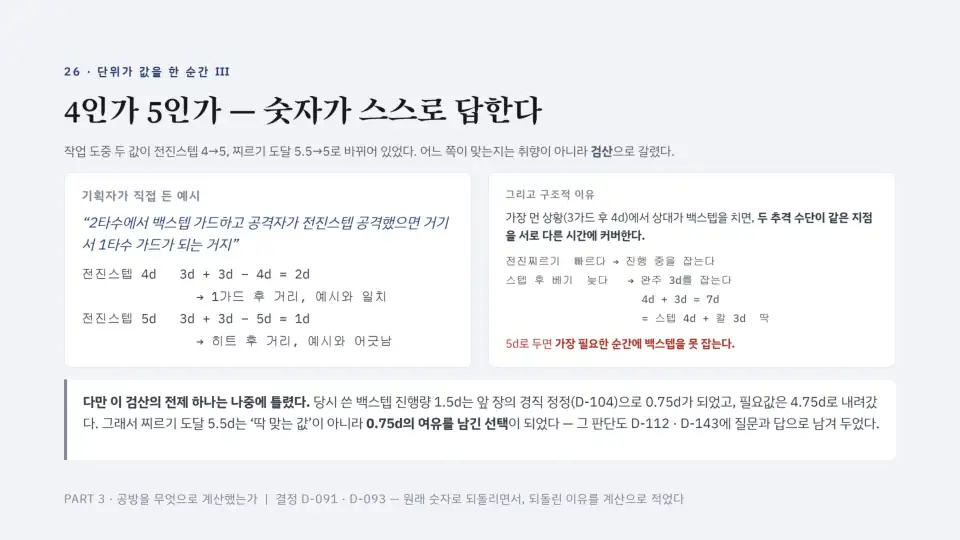 26 · 단위가 값을 한 순간 III
4인가 5인가 — 숫자가 스스로 답한다
작업 도중 두 값이 전진스텝 4→5, 찌르기 도달 5.5→5로 바뀌어 있었다. 어느 쪽이 맞는지는 취향이 아니라 검산으로 갈렸다.
기획자가 직접 든 예시
“2타수에서 백스텝 가드하고 공격자가 전진스텝 공격했으면 거기
서 1타수 가드가 되는 거지”
전진스텝 4d 3d + 3d − 4d = 2d
→ 1가드 후 거리, 예시와 일치
전진스텝 5d 3d + 3d − 5d = 1d
→ 히트 후 거리, 예시와 어긋남
그리고 구조적 이유
가장 먼 상황(3가드 후 4d)에서 상대가 백스텝을 치면, 두 추격 수단이 같은 지점
을 서로 다른 시간에 커버한다.
전진찌르기 빠르다 → 진행 중을 잡는다
스텝 후 베기 늦다 → 완주 3d를 잡는다
4d + 3d = 7d
= 스텝 4d + 칼 3d 딱
5d로 두면 가장 필요한 순간에 백스텝을 못 잡는다.
다만 이 검산의 전제 하나는 나중에 틀렸다. 당시 쓴 백스텝 진행량 1.5d는 앞 장의 경직 정정(D-104)으로 0.75d가 되었고, 필요값은 4.75d로 내려갔
다. 그래서 찌르기 도달 5.5d는 ‘딱 맞는 값’이 아니라 0.75d의 여유를 남긴 선택이 되었다 — 그 판단도 D-112 · D-143에 질문과 답으로 남겨 두었다.
PART 3 · 공방을 무엇으로 계산했는가 | 결정 D-091 · D-093 — 원래 숫자로 되돌리면서, 되돌린 이유를 계산으로 적었다